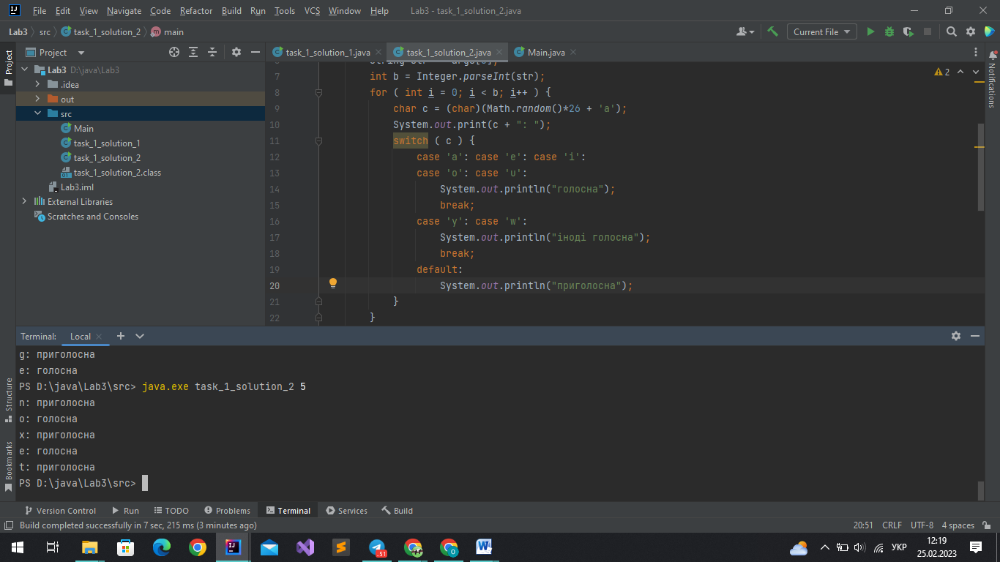 File Edit View Navigate Code Refactor Build Run Tools VCS Window Help Lab3 - task_1_solution_2.java
Lab3 src task_1_solution_2 main
Current File
Project
task_1_solution_1.java task_1_solution_2.java Main.java
Project
Lab3 D:\java\Lab3
.idea
out
src
Main
task_1_solution_1
task_1_solution_2
task_1_solution_2.class
Lab3.iml
External Libraries
Scratches and Consoles
2
7 int b = Integer.parseInt(str);
8 for ( int i = 0; i < b; i++ ) {
9 char c = (char)(Math.random()*26 + 'a');
10 System.out.print(c + ": ");
11 switch ( c ) {
12 case 'a': case 'e': case 'i':
13 case 'o': case 'u':
14 System.out.println("голосна");
15 break;
16 case 'y': case 'w':
17 System.out.println("іноді голосна");
18 break;
19 default:
20 System.out.println("приголосна");
21 }
22 }
Notifications
Structure
Bookmarks
Terminal: Local
g: приголосна
e: голосна
PS D:\java\Lab3\src> java.exe task_1_solution_2 5
n: приголосна
o: голосна
x: приголосна
e: голосна
t: приголосна
PS D:\java\Lab3\src>
Version Control Run TODO Problems Terminal Services Build
Build completed successfully in 7 sec, 215 ms (3 minutes ago)
20:51 CRLF UTF-8 4 spaces
УКР
12:19
25.02.2023